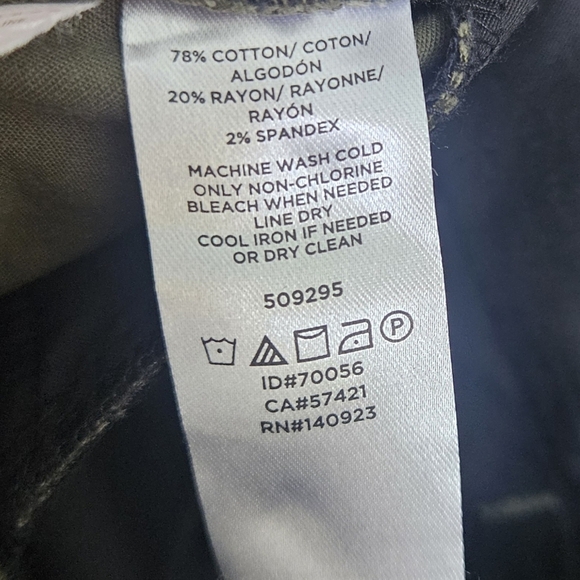 78% COTTON/ COTON/
ALGODÓN
20% RAYON/ RAYONNE/
RAYÓN
2% SPANDEX
MACHINE WASH COLD
ONLY NON-CHLORINE
BLEACH WHEN NEEDED
LINE DRY
COOL IRON IF NEEDED
OR DRY CLEAN
509295
P
ID#70056
CA#57421
RN#140923